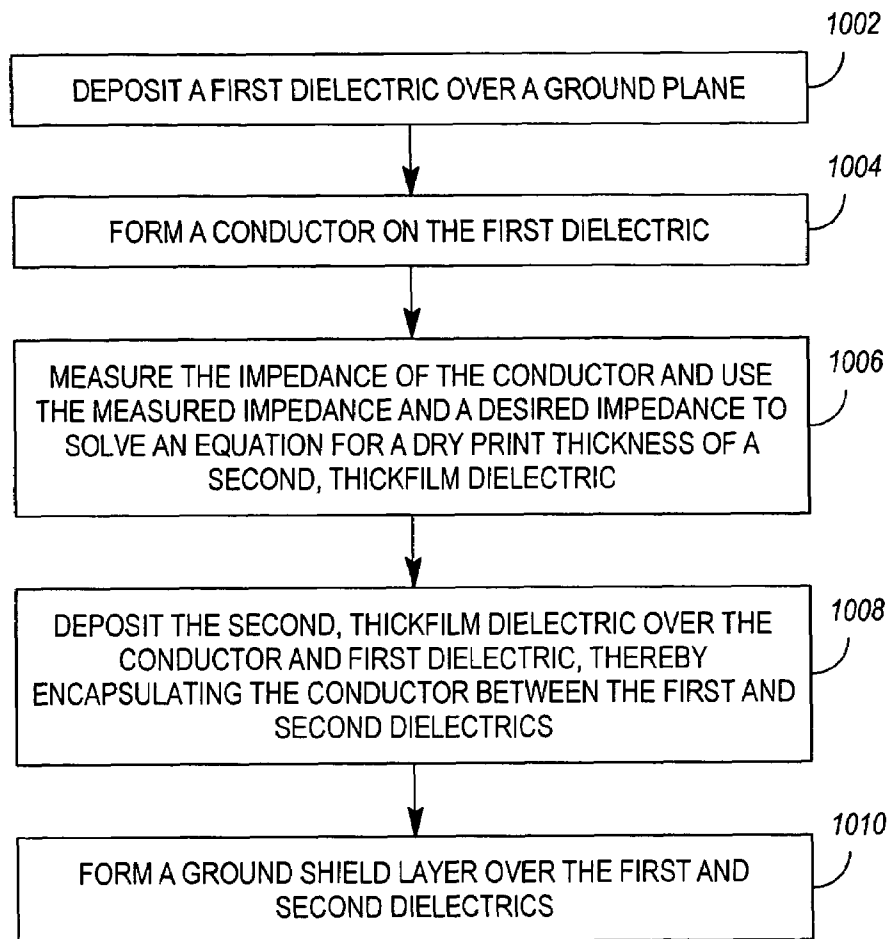 1002
DEPOSIT A FIRST DIELECTRIC OVER A GROUND PLANE
1004
FORM A CONDUCTOR ON THE FIRST DIELECTRIC
1006
MEASURE THE IMPEDANCE OF THE CONDUCTOR AND USE
THE MEASURED IMPEDANCE AND A DESIRED IMPEDANCE TO
SOLVE AN EQUATION FOR A DRY PRINT THICKNESS OF A
SECOND, THICKFILM DIELECTRIC
1008
DEPOSIT THE SECOND, THICKFILM DIELECTRIC OVER THE
CONDUCTOR AND FIRST DIELECTRIC, THEREBY
ENCAPSULATING THE CONDUCTOR BETWEEN THE FIRST AND
SECOND DIELECTRICS
1010
FORM A GROUND SHIELD LAYER OVER THE FIRST AND
SECOND DIELECTRICS